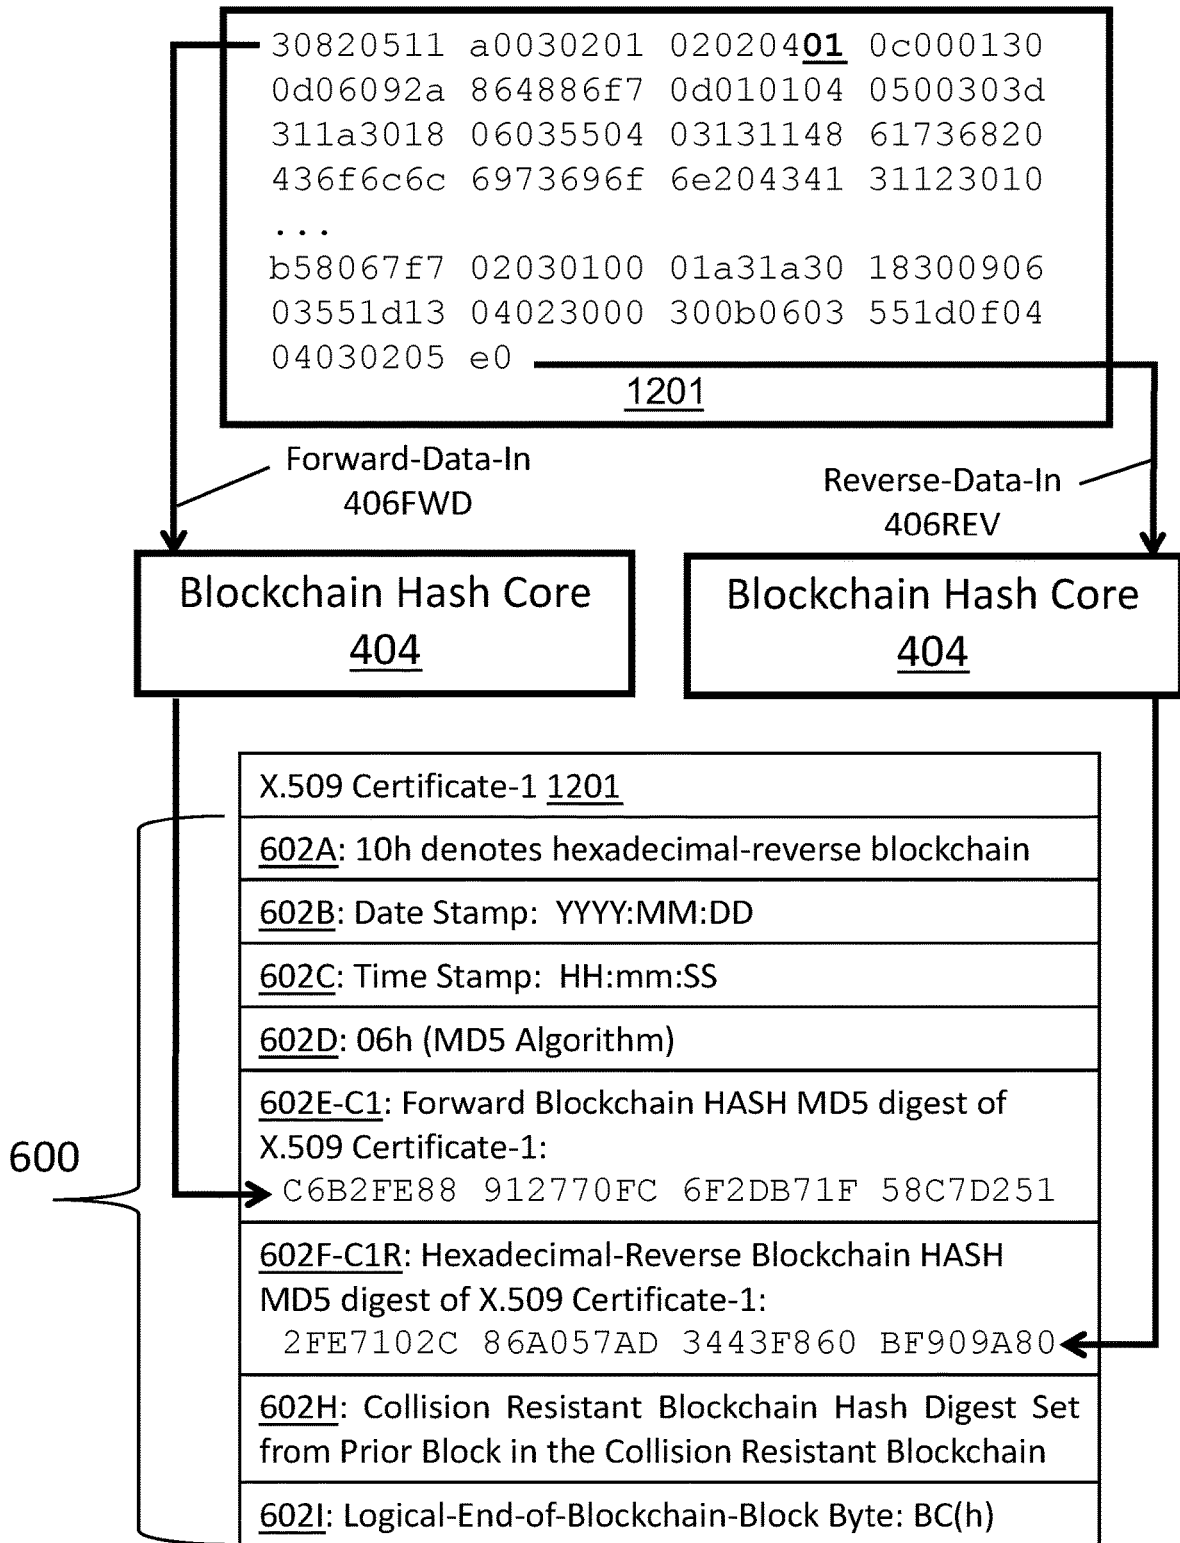 30820511 a0030201 02020401 0c000130
0d06092a 864886f7 0d010104 0500303d
311a3018 06035504 03131148 61736820
436f6c6c 6973696f 6e204341 31123010
...
b58067f7 02030100 01a31a30 18300906
03551d13 04023000 300b0603 551d0f04
04030205 e0
1201
Forward-Data-In
406FWD
Reverse-Data-In
406REV
Blockchain Hash Core
404
Blockchain Hash Core
404
X.509 Certificate-1 1201
602A: 10h denotes hexadecimal-reverse blockchain
602B: Date Stamp: YYYY:MM:DD
602C: Time Stamp: HH:mm:SS
602D: 06h (MD5 Algorithm)
602E-C1: Forward Blockchain HASH MD5 digest of
X.509 Certificate-1:
C6B2FE88 912770FC 6F2DB71F 58C7D251
602F-C1R: Hexadecimal-Reverse Blockchain HASH
MD5 digest of X.509 Certificate-1:
2FE7102C 86A057AD 3443F860 BF909A80
602H: Collision Resistant Blockchain Hash Digest Set
from Prior Block in the Collision Resistant Blockchain
602I: Logical-End-of-Blockchain-Block Byte: BC(h)
600